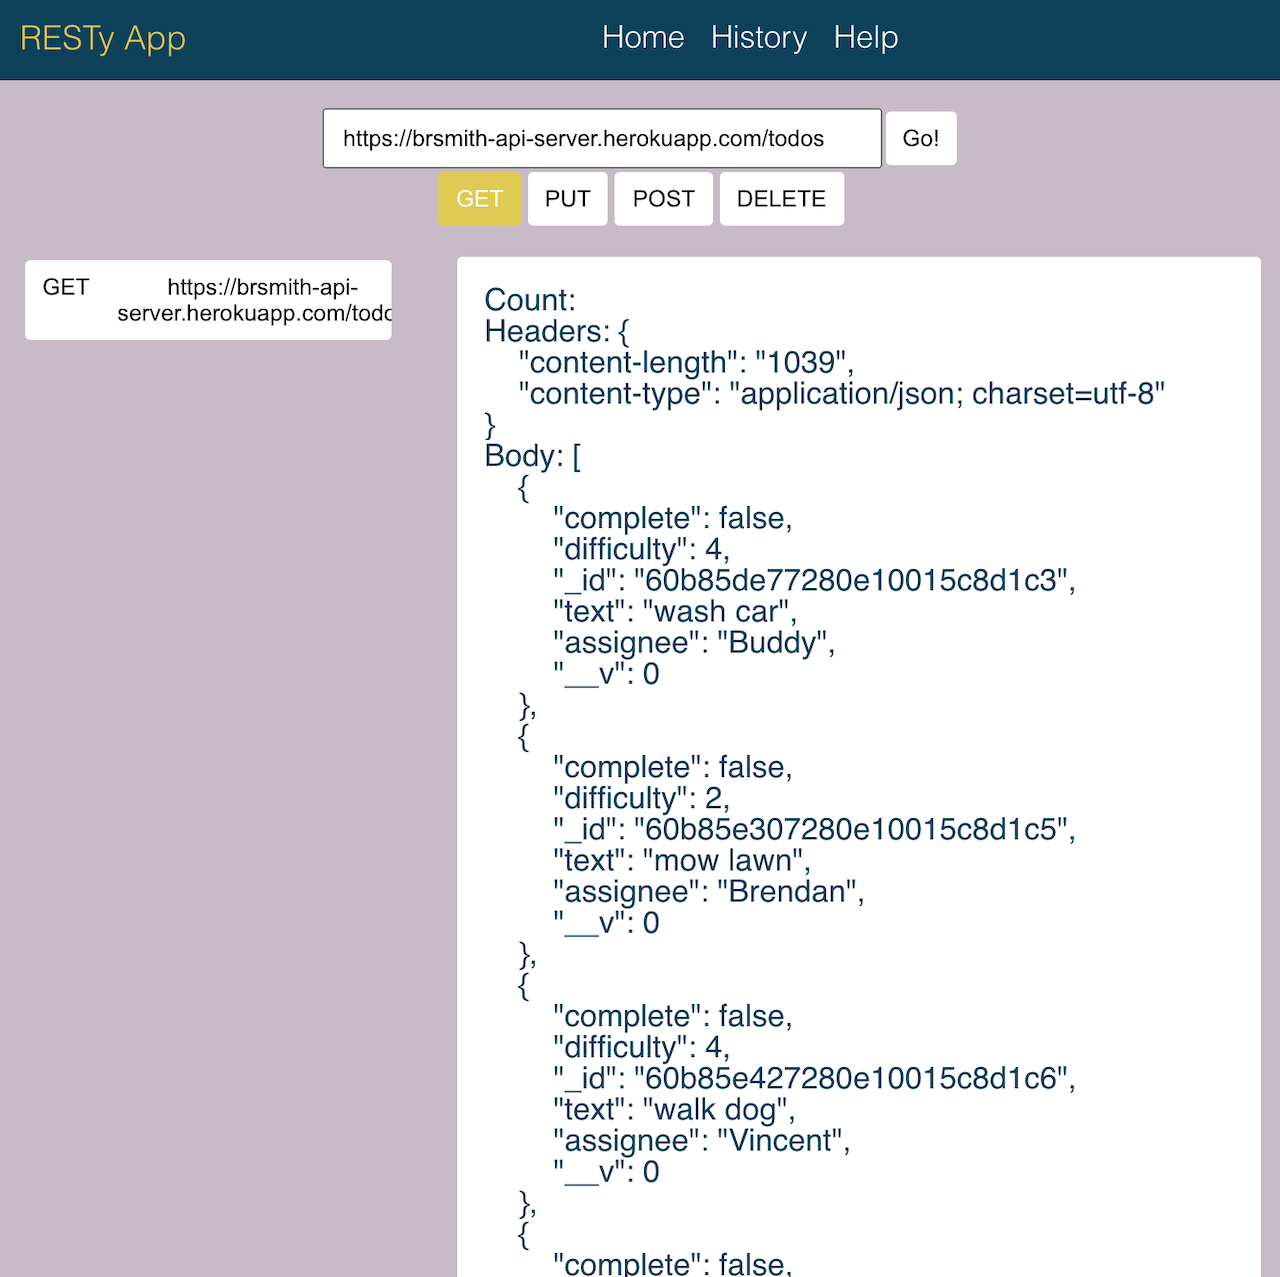 RESTy App
Home History Help
https://brsmith-api-server.herokuapp.com/todos Go!
GET PUT POST DELETE
GET https://brsmith-api-
server.herokuapp.com/todo
Count:
Headers: {
"content-length": "1039",
"content-type": "application/json; charset=utf-8"
}
Body: [
{
"complete": false,
"difficulty": 4,
"_id": "60b85de77280e10015c8d1c3",
"text": "wash car",
"assignee": "Buddy",
"__v": 0
},
{
"complete": false,
"difficulty": 2,
"_id": "60b85e307280e10015c8d1c5",
"text": "mow lawn",
"assignee": "Brendan",
"__v": 0
},
{
"complete": false,
"difficulty": 4,
"_id": "60b85e427280e10015c8d1c6",
"text": "walk dog",
"assignee": "Vincent",
"__v": 0
},
{
"complete": false,